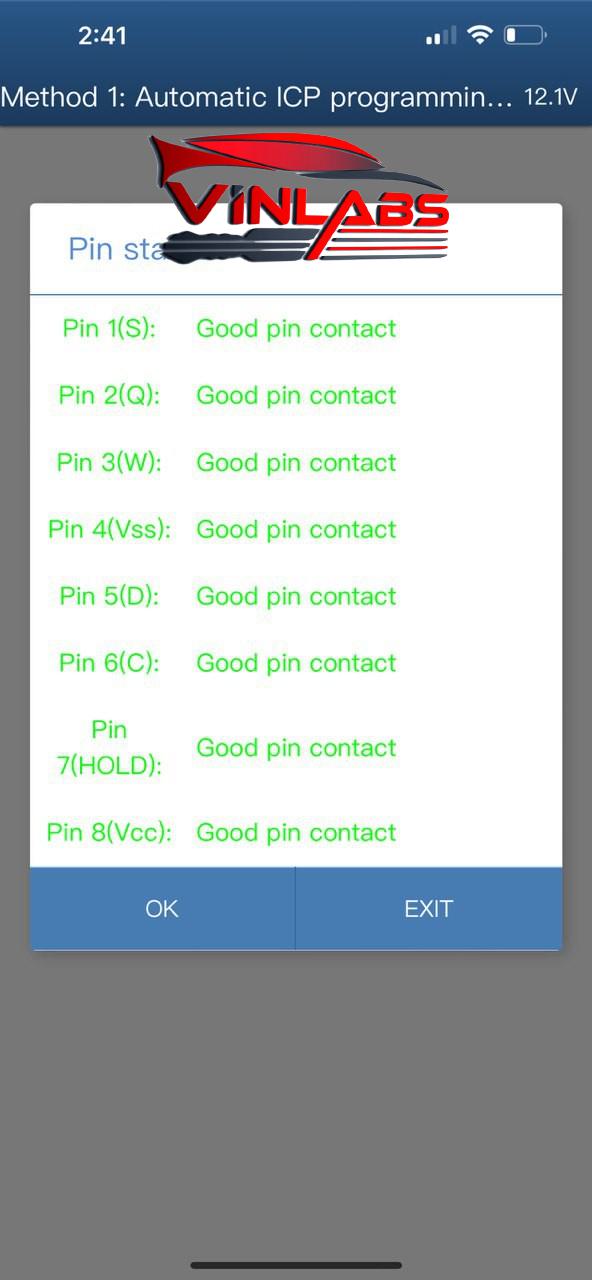 2:41
Method 1: Automatic ICP programmin... 12.1V
VINLABS
Pin sta
Pin 1(S): Good pin contact
Pin 2(Q): Good pin contact
Pin 3(W): Good pin contact
Pin 4(Vss): Good pin contact
Pin 5(D): Good pin contact
Pin 6(C): Good pin contact
Pin
7(HOLD): Good pin contact
Pin 8(Vcc): Good pin contact
OK EXIT